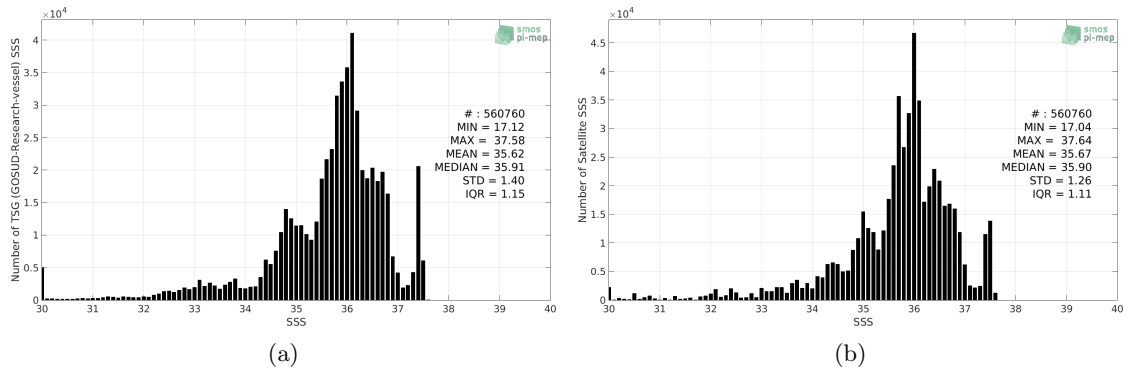 ×10⁴
4
3.5
3
2.5
2
1.5
1
0.5
0
Number of TSG (GOSUD-Research-vessel) SSS
smos
pi-mep
# : 560760
MIN = 17.12
MAX = 37.58
MEAN = 35.62
MEDIAN = 35.91
STD = 1.40
IQR = 1.15
30 31 32 33 34 35 36 37 38 39 40
SSS
(a)
×10⁴
4.5
4
3.5
3
2.5
2
1.5
1
0.5
0
Number of Satellite SSS
smos
pi-mep
# : 560760
MIN = 17.04
MAX = 37.64
MEAN = 35.67
MEDIAN = 35.90
STD = 1.26
IQR = 1.11
30 31 32 33 34 35 36 37 38 39 40
SSS
(b)